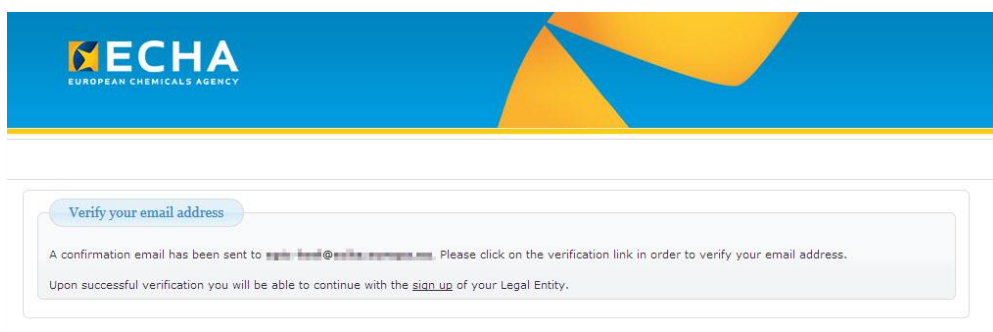 ECHA
EUROPEAN CHEMICALS AGENCY
Verify your email address
A confirmation email has been sent to Please click on the verification link in order to verify your email address.
Upon successful verification you will be able to continue with the sign up of your Legal Entity.